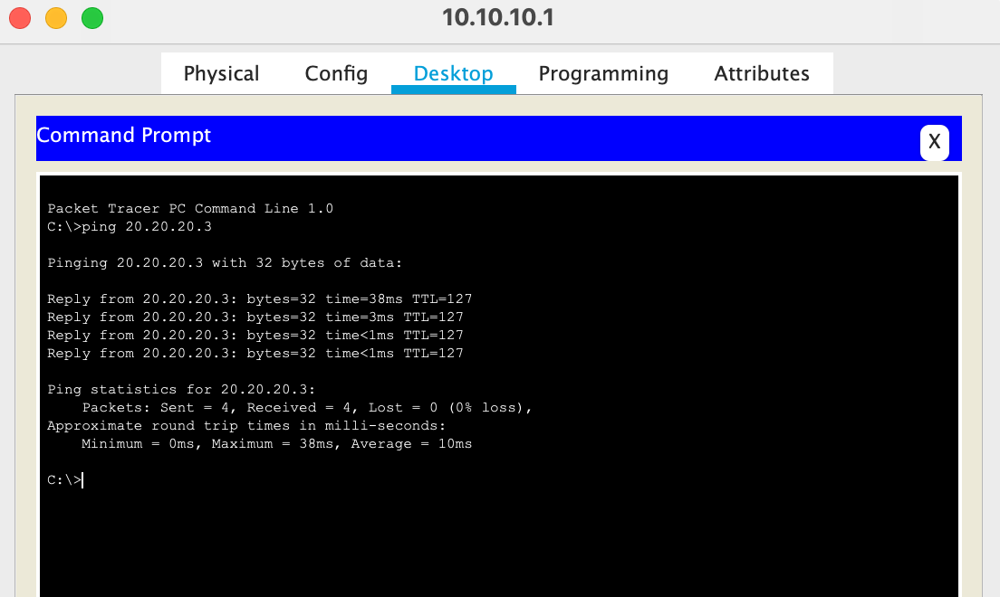 10.10.10.1
Physical Config Desktop Programming Attributes
Command Prompt
X
Packet Tracer PC Command Line 1.0
C:\>ping 20.20.20.3
Pinging 20.20.20.3 with 32 bytes of data:
Reply from 20.20.20.3: bytes=32 time=38ms TTL=127
Reply from 20.20.20.3: bytes=32 time=3ms TTL=127
Reply from 20.20.20.3: bytes=32 time<1ms TTL=127
Reply from 20.20.20.3: bytes=32 time<1ms TTL=127
Ping statistics for 20.20.20.3:
Packets: Sent = 4, Received = 4, Lost = 0 (0% loss),
Approximate round trip times in milli-seconds:
Minimum = 0ms, Maximum = 38ms, Average = 10ms
C:\>